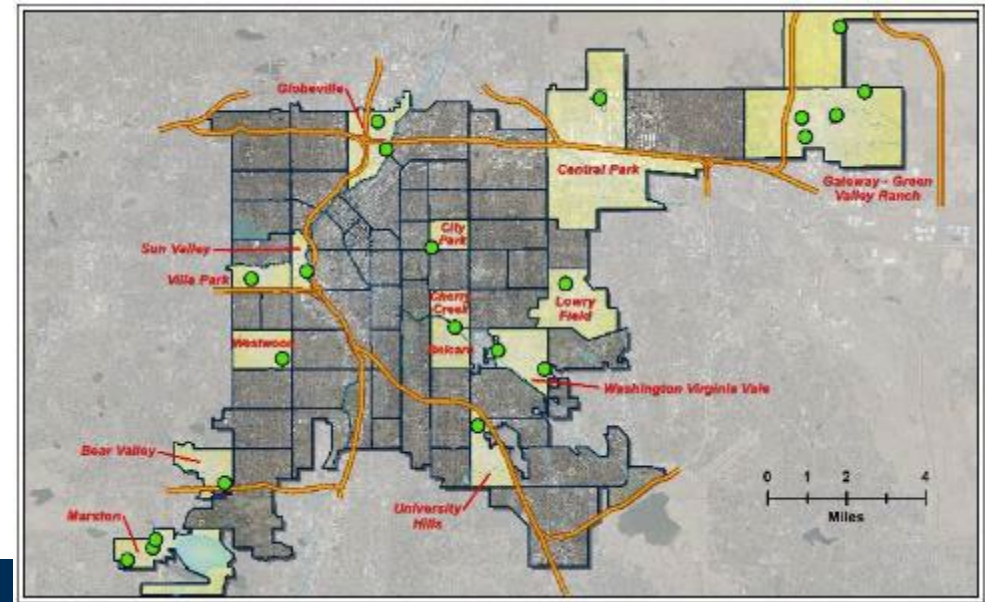 Globeville
Central Park
Gateway - Green
Valley Ranch
City
Park
Sun Valley
Villa Park
Cherry
Creek
Lowry
Field
Westwood
Belcaro
Washington Virginia Vale
Bear Valley
University
Hills
Marston
0 1 2 4
Miles